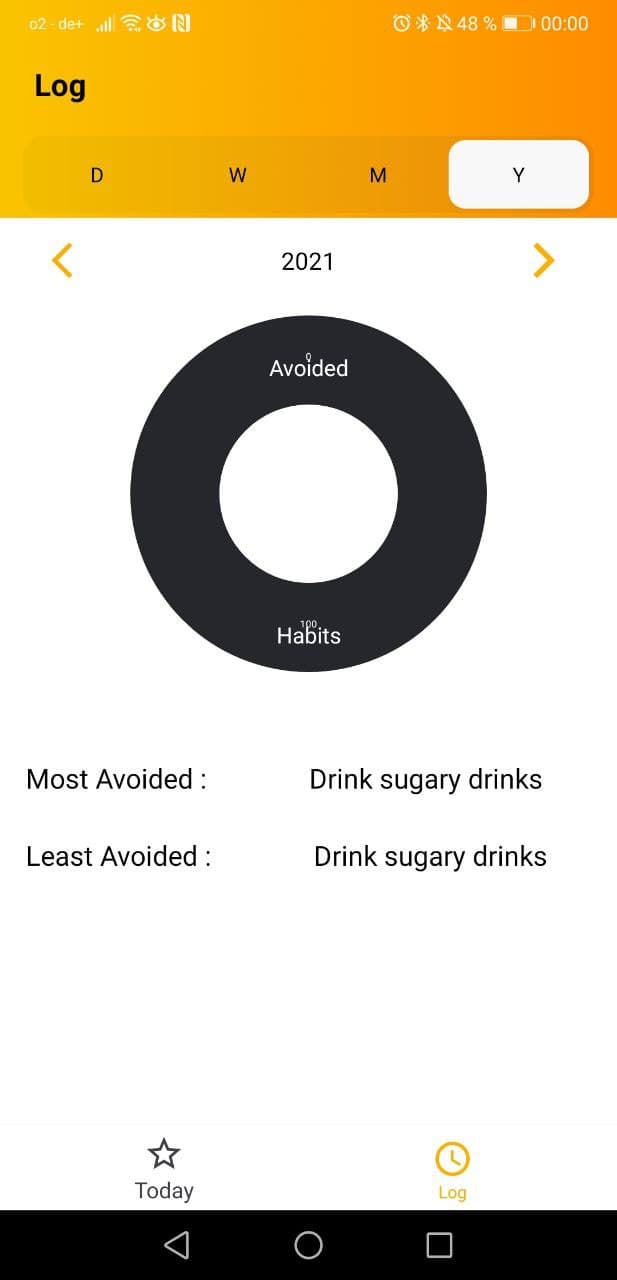 o2 - de+ 48 % 00:00
Log
D W M Y
2021
0
Avoided
100
Habits
Most Avoided : Drink sugary drinks
Least Avoided : Drink sugary drinks
Today Log